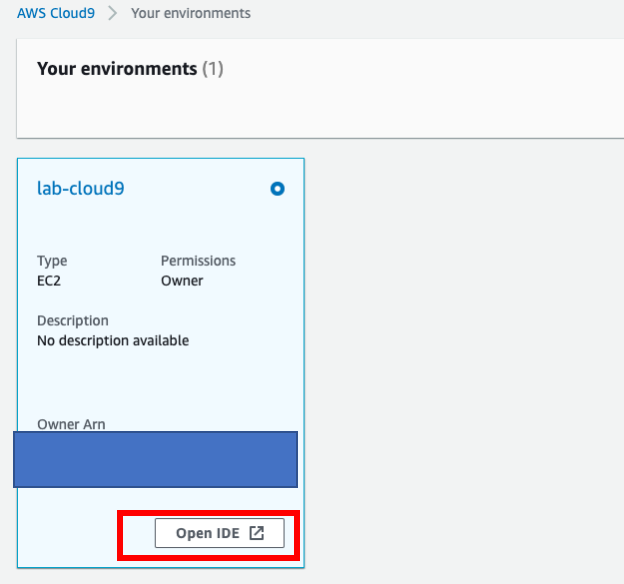 AWS Cloud9 > Your environments
Your environments (1)
lab-cloud9
Type Permissions
EC2 Owner
Description
No description available
Owner Arn
Open IDE